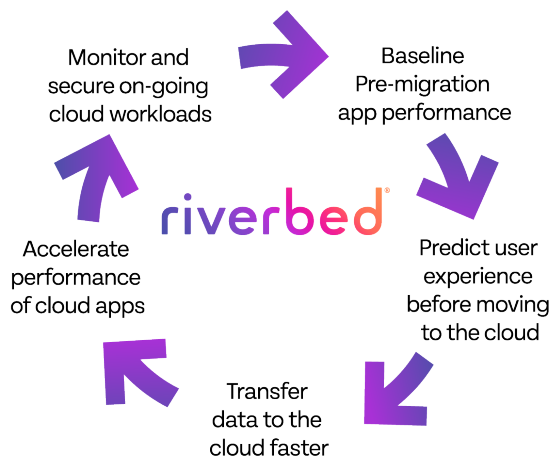 Monitor and
secure on-going
cloud workloads
Baseline
Pre-migration
app performance
riverbed®
Predict user
experience
before moving
to the cloud
Transfer
data to the
cloud faster
Accelerate
performance
of cloud apps